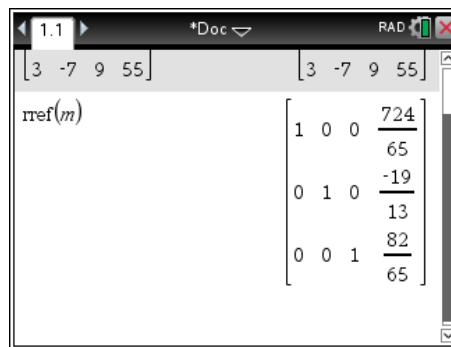 1.1 *Doc RAD
[3 -7 9 55] [3 -7 9 55]
rref(m)
1 0 0 724/65
0 1 0 -19/13
0 0 1 82/65